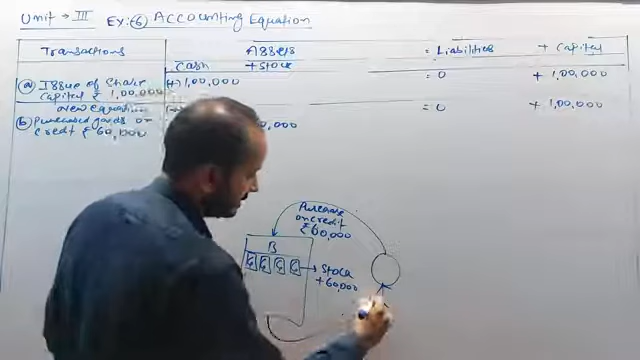 Unit → III Ex:⑥ Accounting Equation
Transactions Assets = Liabilities + Capital
Cash + Stock
ⓐ Issue of Share (+) 1,00,000 = 0 + 1,00,000
Capital ₹ 1,00,000
New equation = 0 + 1,00,000
ⓑ Purchased goods on
credit ₹ 60,000
Purchase
on credit
₹ 60,000
B
G G G G → Stock
+ 60,000